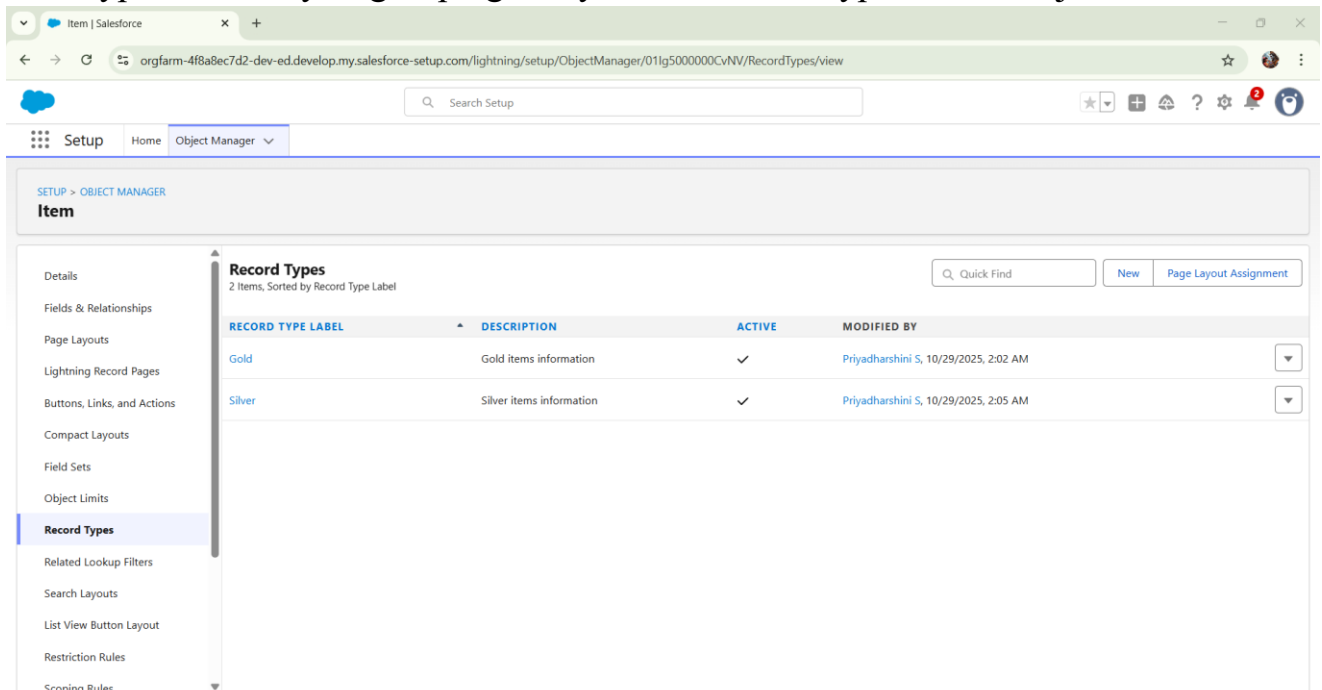 Item | Salesforce
orgfarm-4f8a8ec7d2-dev-ed.develop.my.salesforce-setup.com/lightning/setup/ObjectManager/01Ig5000000CvNV/RecordTypes/view
Search Setup
2
Setup Home Object Manager
SETUP > OBJECT MANAGER
Item
Details
Fields & Relationships
Page Layouts
Lightning Record Pages
Buttons, Links, and Actions
Compact Layouts
Field Sets
Object Limits
Record Types
Related Lookup Filters
Search Layouts
List View Button Layout
Restriction Rules
Scoping Rules
Record Types
2 Items, Sorted by Record Type Label
Quick Find New Page Layout Assignment
RECORD TYPE LABEL DESCRIPTION ACTIVE MODIFIED BY
Gold Gold items information Priyadharshini S, 10/29/2025, 2:02 AM
Silver Silver items information Priyadharshini S, 10/29/2025, 2:05 AM